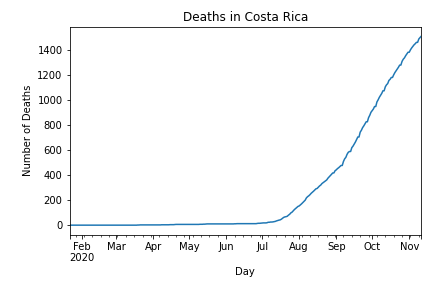 Deaths in Costa Rica
Number of Deaths
1400
1200
1000
800
600
400
200
0
Feb Mar Apr May Jun Jul Aug Sep Oct Nov
2020
Day